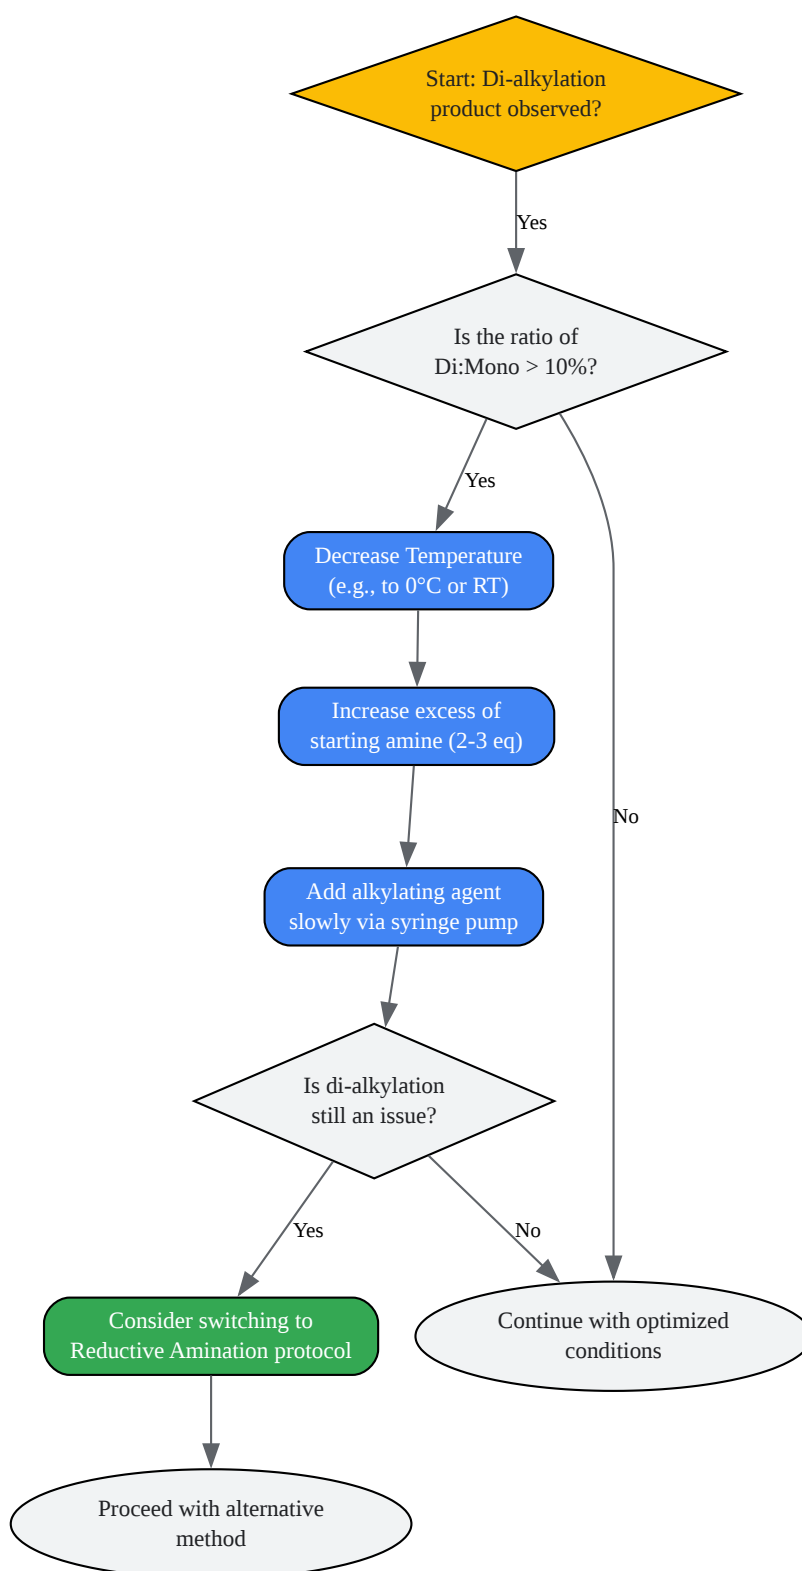 Start: Di-alkylation
product observed?
Yes
Is the ratio of
Di:Mono > 10%?
Yes
Decrease Temperature
(e.g., to 0°C or RT)
Increase excess of
starting amine (2-3 eq)
No
Add alkylating agent
slowly via syringe pump
Is di-alkylation
still an issue?
Yes
No
Consider switching to
Reductive Amination protocol
Continue with optimized
conditions
Proceed with alternative
method